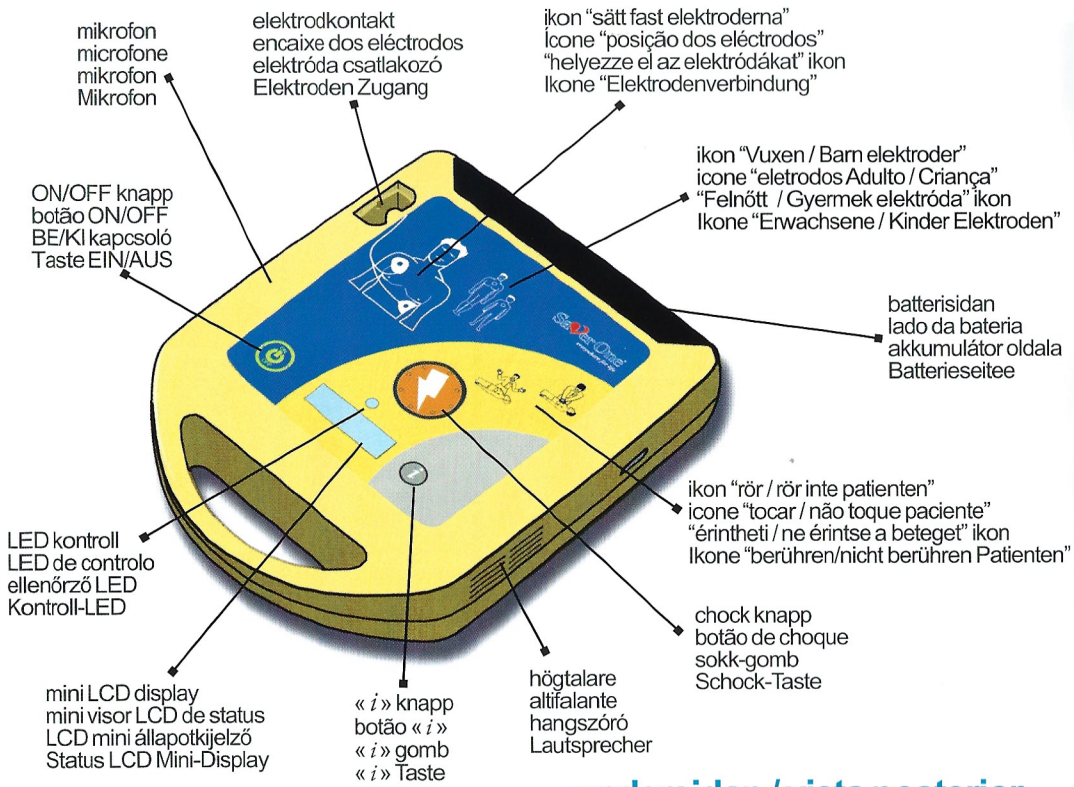 mikrofon
microfone
mikrofon
Mikrofon
elektrodkontakt
encaixe dos eléctrodos
elektróda csatlakozó
Elektroden Zugang
ikon “sätt fast elektroderna”
Ícone “posição dos eléctrodos”
“helyezze el az elektródákat” ikon
Ikone “Elektrodenverbindung”
ikon “Vuxen / Barn elektroder”
icone “eletrodos Adulto / Criança”
“Felnőtt / Gyermek elektróda” ikon
Ikone “Erwachsene / Kinder Elektroden”
ON/OFF knapp
botão ON/OFF
BE/KI kapcsoló
Taste EIN/AUS
batterisidan
lado da bateria
akkumulátor oldala
Batterieseitee
Saver One
everywhere for life
i
ikon “rör / rör inte patienten”
icone “tocar / não toque paciente”
“érintheti / ne érintse a beteget” ikon
Ikone “berühren/nicht berühren Patienten”
LED kontroll
LED de controlo
ellenőrző LED
Kontroll-LED
chock knapp
botão de choque
sokk-gomb
Schock-Taste
mini LCD display
mini visor LCD de status
LCD mini állapotkijelző
Status LCD Mini-Display
« i » knapp
botão « i »
« i » gomb
« i » Taste
högtalare
altifalante
hangszóró
Lautsprecher